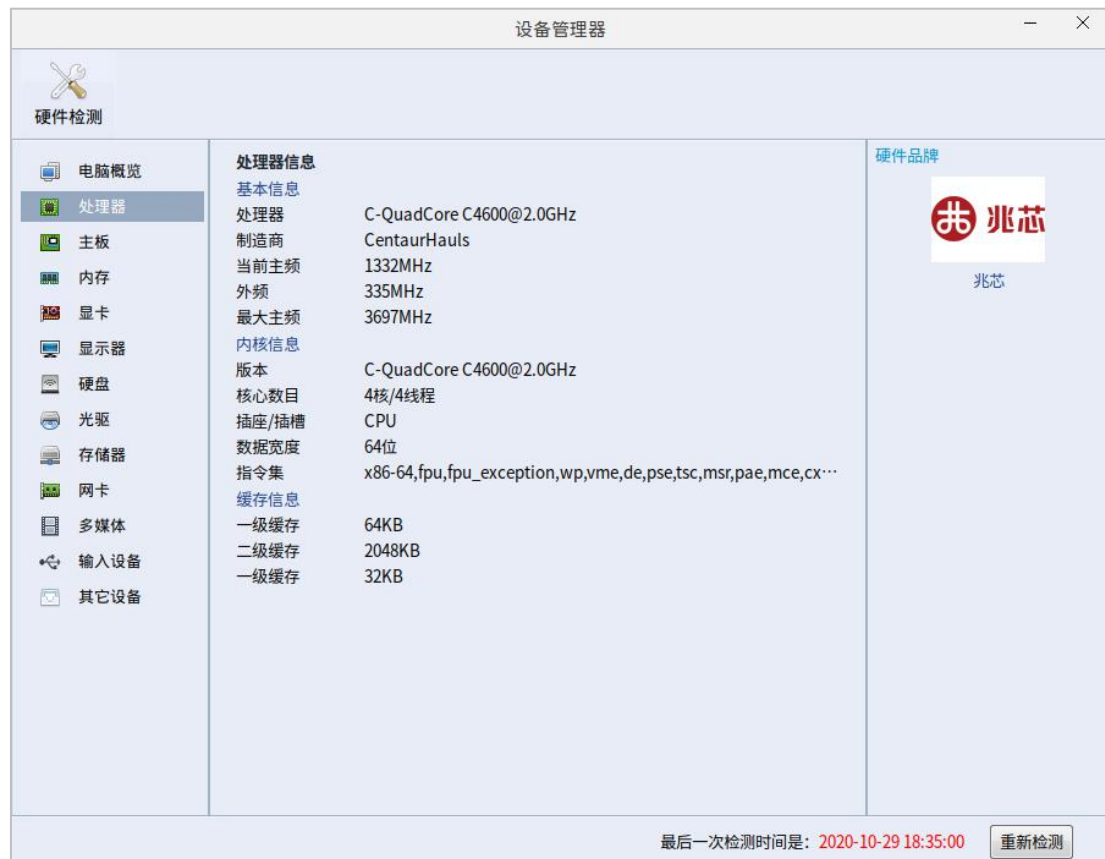 设备管理器
硬件检测
电脑概览
处理器
主板
内存
显卡
显示器
硬盘
光驱
存储器
网卡
多媒体
输入设备
其它设备
处理器信息
基本信息
处理器 C-QuadCore C4600@2.0GHz
制造商 CentaurHauls
当前主频 1332MHz
外频 335MHz
最大主频 3697MHz
内核信息
版本 C-QuadCore C4600@2.0GHz
核心数目 4核/4线程
插座/插槽 CPU
数据宽度 64位
指令集 x86-64,fpu,fpu_exception,wp,vme,de,pse,tsc,msr,pae,mce,cx···
缓存信息
一级缓存 64KB
二级缓存 2048KB
一级缓存 32KB
硬件品牌
兆芯
兆芯
最后一次检测时间是：2020-10-29 18:35:00
重新检测